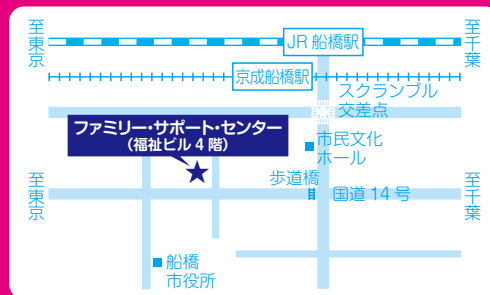 至東京
至千葉
JR 船橋駅
京成船橋駅
スクランブル
交差点
ファミリー・サポート・センター
(福祉ビル 4 階)
市民文化
ホール
歩道橋
国道 14 号
至東京
至千葉
船橋
市役所